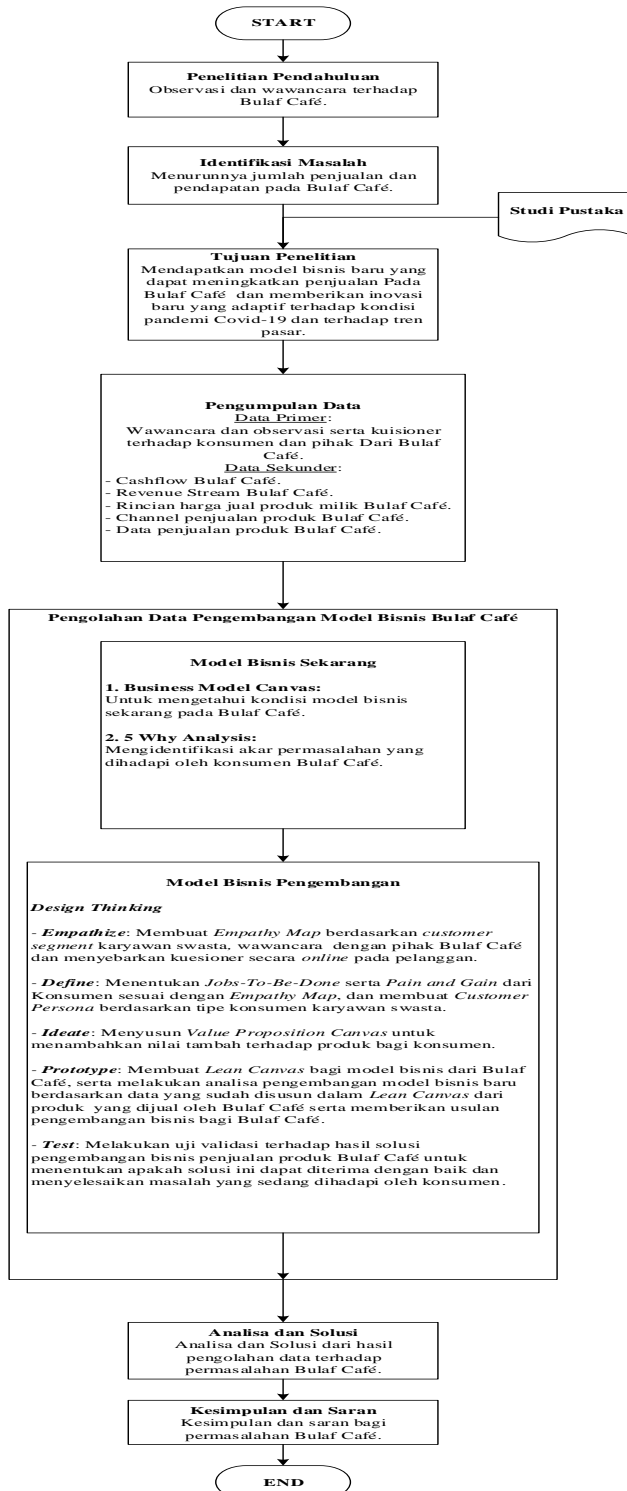 START
Penelitian Pendahuluan
Observasi dan wawancara terhadap
Bulaf Café.
Identifikasi Masalah
Menurunnya jumlah penjualan dan
pendapatan pada Bulaf Café.
Studi Pustaka
Tujuan Penelitian
Mendapatkan model bisnis baru yang
dapat meningkatkan penjualan Pada
Bulaf Café dan memberikan inovasi
baru yang adaptif terhadap kondisi
pandemi Covid-19 dan terhadap tren
pasar.
Pengumpulan Data
Data Primer:
Wawancara dan observasi serta kuisioner
terhadap konsumen dan pihak Dari Bulaf
Café.
Data Sekunder:
- Cashflow Bulaf Café.
- Revenue Stream Bulaf Café.
- Rincian harga jual produk milik Bulaf Café.
- Channel penjualan produk Bulaf Café.
- Data penjualan produk Bulaf Café.
Pengolahan Data Pengembangan Model Bisnis Bulaf Café
Model Bisnis Sekarang
1. Business Model Canvas:
Untuk mengetahui kondisi model bisnis
sekarang pada Bulaf Café.
2. 5 Why Analysis:
Mengidentifikasi akar permasalahan yang
dihadapi oleh konsumen Bulaf Café.
Model Bisnis Pengembangan
Design Thinking
- Empathize: Membuat Empathy Map berdasarkan customer
segment karyawan swasta, wawancara dengan pihak Bulaf Café
dan menyebarkan kuesioner secara online pada pelanggan.
- Define: Menentukan Jobs-To-Be-Done serta Pain and Gain dari
Konsumen sesuai dengan Empathy Map, dan membuat Customer
Persona berdasarkan tipe konsumen karyawan swasta.
- Ideate: Menyusun Value Proposition Canvas untuk
menambahkan nilai tambah terhadap produk bagi konsumen.
- Prototype: Membuat Lean Canvas bagi model bisnis dari Bulaf
Café, serta melakukan analisa pengembangan model bisnis baru
berdasarkan data yang sudah disusun dalam Lean Canvas dari
produk yang dijual oleh Bulaf Café serta memberikan usulan
pengembangan bisnis bagi Bulaf Café.
- Test: Melakukan uji validasi terhadap hasil solusi
pengembangan bisnis penjualan produk Bulaf Café untuk
menentukan apakah solusi ini dapat diterima dengan baik dan
menyelesaikan masalah yang sedang dihadapi oleh konsumen.
Analisa dan Solusi
Analisa dan Solusi dari hasil
pengolahan data terhadap
permasalahan Bulaf Café.
Kesimpulan dan Saran
Kesimpulan dan saran bagi
permasalahan Bulaf Café.
END